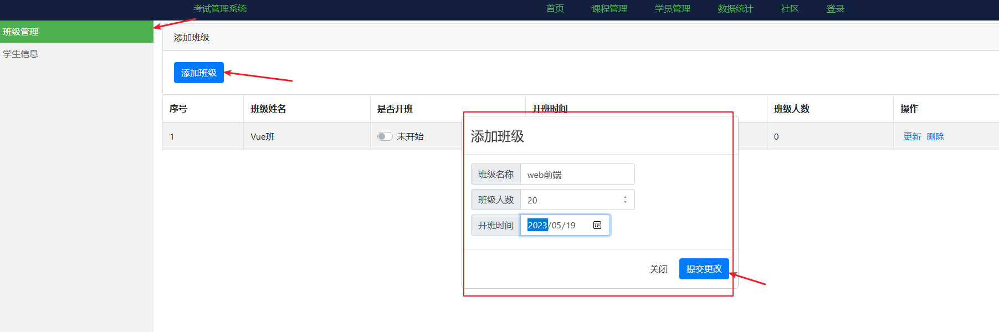 考试管理系统 首页 课程管理 学员管理 数据统计 社区 登录
班级管理
学生信息
添加班级
添加班级
序号 班级姓名 是否开班 开班时间 班级人数 操作
1 Vue班 未开始 0 更新 删除
添加班级
班级名称 web前端
班级人数 20
开班时间 2023/05/19
关闭 提交更改